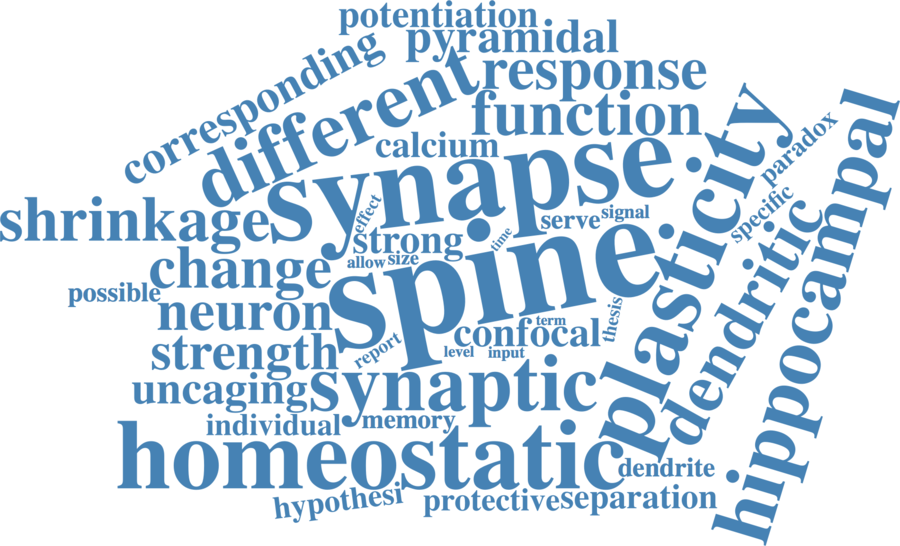 potentiation
pyramidal
corresponding
different
response
function
calcium
synapse
plasticity
paradox
hippocampal
shrinkage
effect
strong
serve
signal
specific
time
allow
size
change
spine
dendritic
possible
neuron
confocal
term
thesis
strength
report
level
input
uncaging
synaptic
individual
memory
homeostatic
dendrite
hypothesi
protective
separation